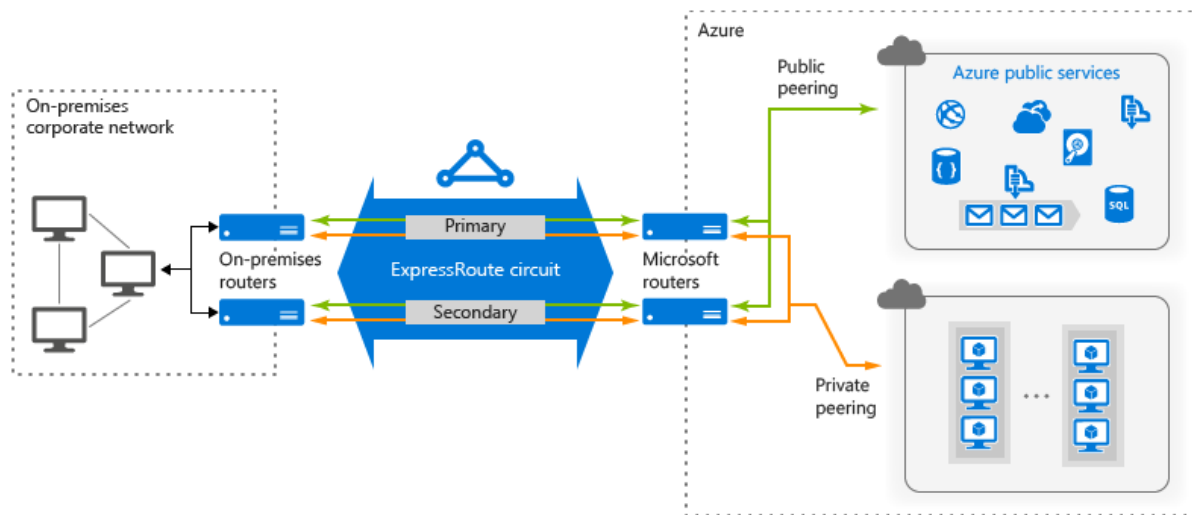 Azure
Public
peering
Azure public services
{ }
SQL
On-premises
corporate network
Primary
On-premises
routers
ExpressRoute circuit
Microsoft
routers
Secondary
Private
peering
...